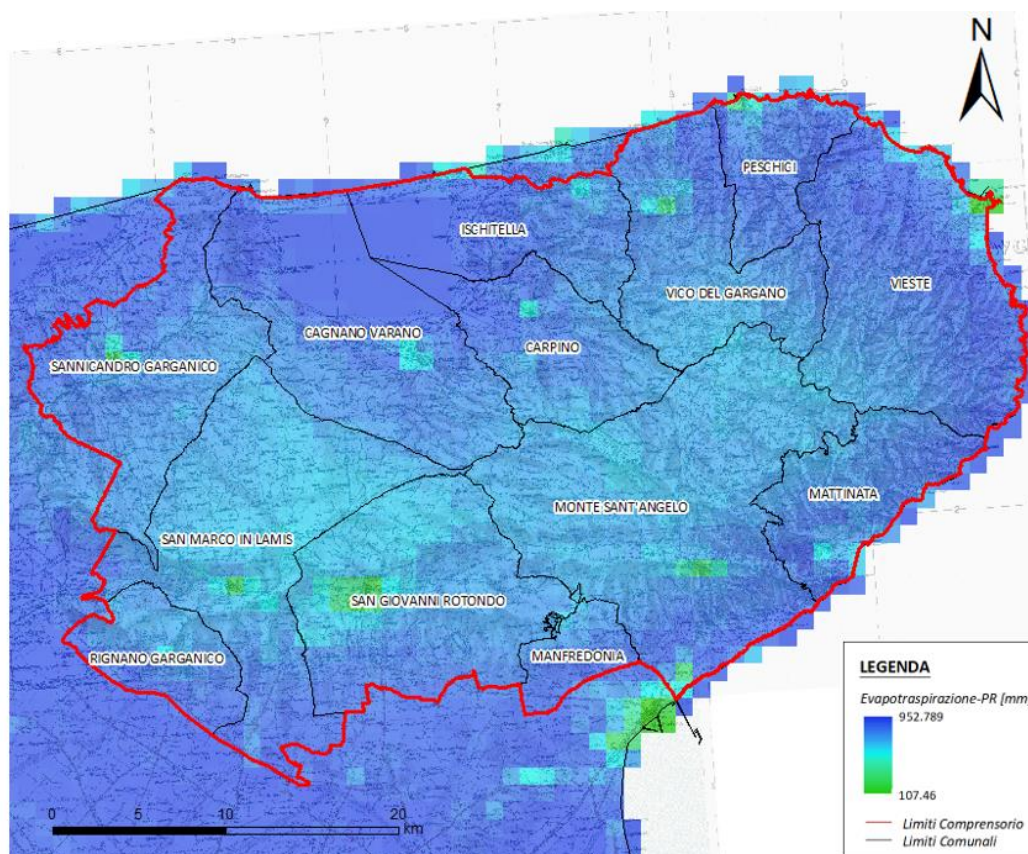 N
PESCHICI
ISCHITELLA
VIESTE
VICO DEL GARGANO
CAGNANO VARANO
CARPINO
SANNICANDRO GARGANICO
MATTINATA
MONTE SANT'ANGELO
SAN MARCO IN LAMIS
SAN GIOVANNI ROTONDO
RIGNANO GARGANICO
MANFREDONIA
LEGENDA
Evapotraspirazione-PR [mm]
952.789
107.46
Limiti Comprensorio
Limiti Comunali
0 5 10 20
km